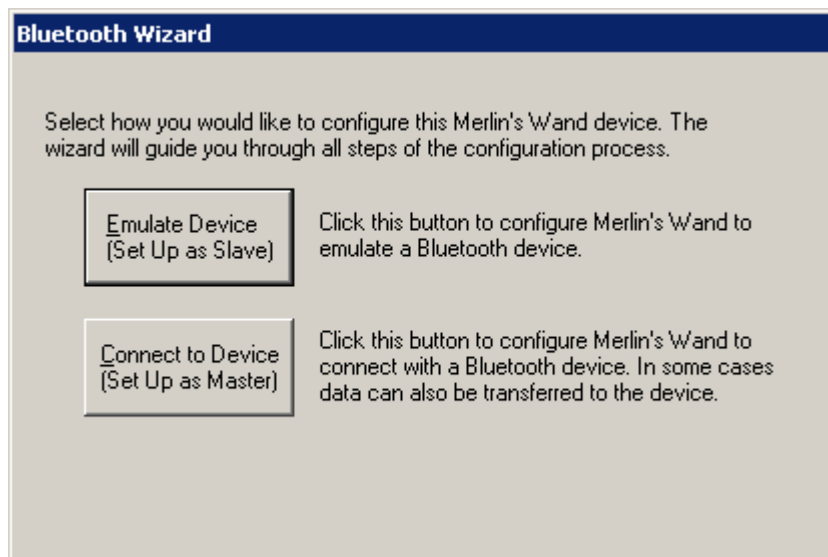 Bluetooth Wizard
Select how you would like to configure this Merlin's Wand device. The
wizard will guide you through all steps of the configuration process.
Emulate Device
(Set Up as Slave)
Click this button to configure Merlin's Wand to
emulate a Bluetooth device.
Connect to Device
(Set Up as Master)
Click this button to configure Merlin's Wand to
connect with a Bluetooth device. In some cases
data can also be transferred to the device.